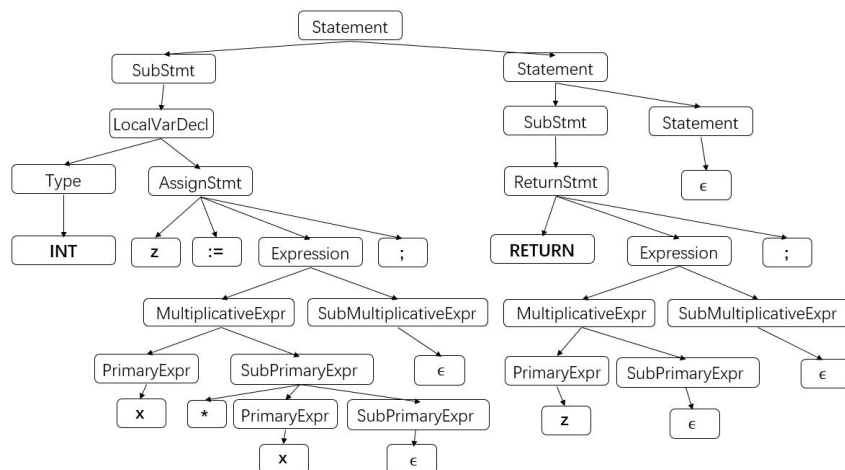 Statement
SubStmt
Statement
LocalVarDecl
SubStmt
Statement
Type
AssignStmt
ReturnStmt
ϵ
INT
z
:=
Expression
;
RETURN
Expression
;
MultiplicativeExpr
SubMultiplicativeExpr
MultiplicativeExpr
SubMultiplicativeExpr
PrimaryExpr
SubPrimaryExpr
ϵ
PrimaryExpr
SubPrimaryExpr
ϵ
x
*
PrimaryExpr
SubPrimaryExpr
z
ϵ
x
ϵ